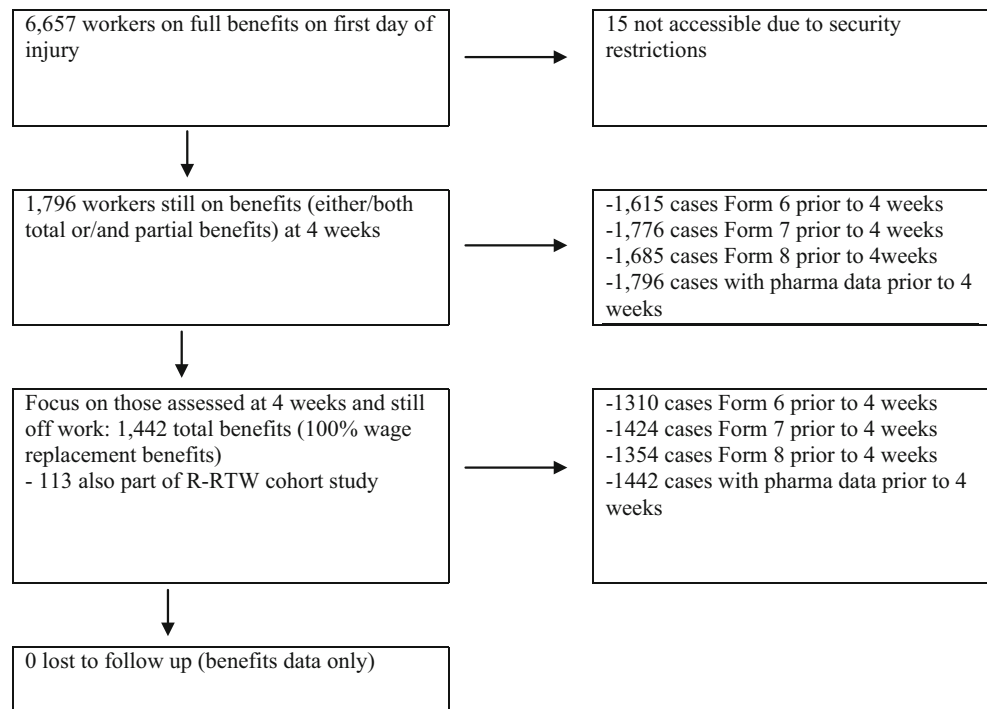 6,657 workers on full benefits on first day of
injury
15 not accessible due to security
restrictions
1,796 workers still on benefits (either/both
total or/and partial benefits) at 4 weeks
-1,615 cases Form 6 prior to 4 weeks
-1,776 cases Form 7 prior to 4 weeks
-1,685 cases Form 8 prior to 4weeks
-1,796 cases with pharma data prior to 4
weeks
Focus on those assessed at 4 weeks and still
off work: 1,442 total benefits (100% wage
replacement benefits)
- 113 also part of R-RTW cohort study
-1310 cases Form 6 prior to 4 weeks
-1424 cases Form 7 prior to 4 weeks
-1354 cases Form 8 prior to 4 weeks
-1442 cases with pharma data prior to 4
weeks
0 lost to follow up (benefits data only)